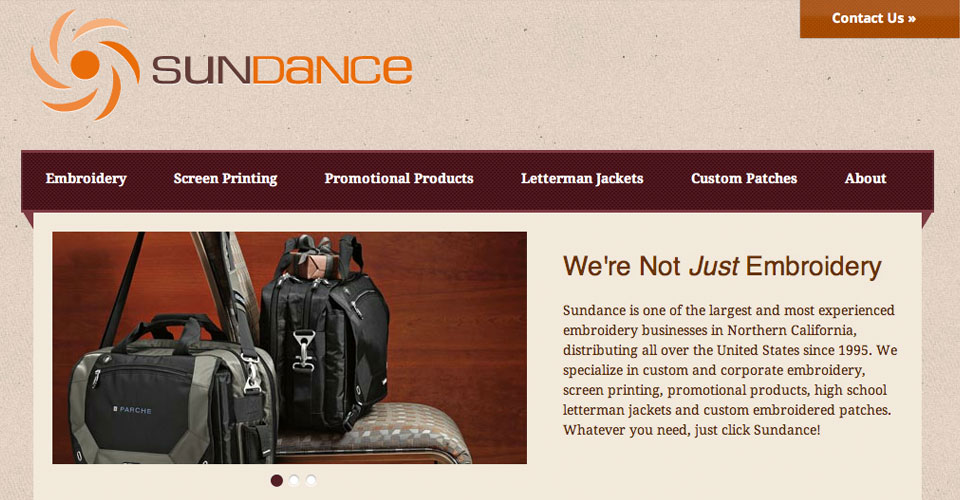 Contact Us »
SUNDANCE
Embroidery Screen Printing Promotional Products Letterman Jackets Custom Patches About
We're Not Just Embroidery
Sundance is one of the largest and most experienced
embroidery businesses in Northern California,
distributing all over the United States since 1995. We
specialize in custom and corporate embroidery,
screen printing, promotional products, high school
letterman jackets and custom embroidered patches.
Whatever you need, just click Sundance!
PARCHE